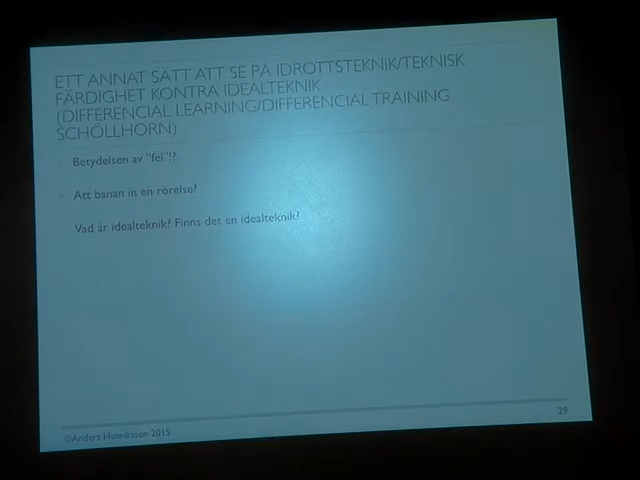 ETT ANNAT SÄTT ATT SE PÅ IDROTTSTEKNIK/TEKNISK
FÄRDIGHET KONTRA IDEALTEKNIK
(DIFFERENCIAL LEARNING/DIFFERENCIAL TRAINING
SCHÖLLHORN)
Betydelsen av "fel"!?.
Att banan in en rörelse?
Vad är idealteknik? Finns det en idealteknik?
29
©Anders Henriksson 2015